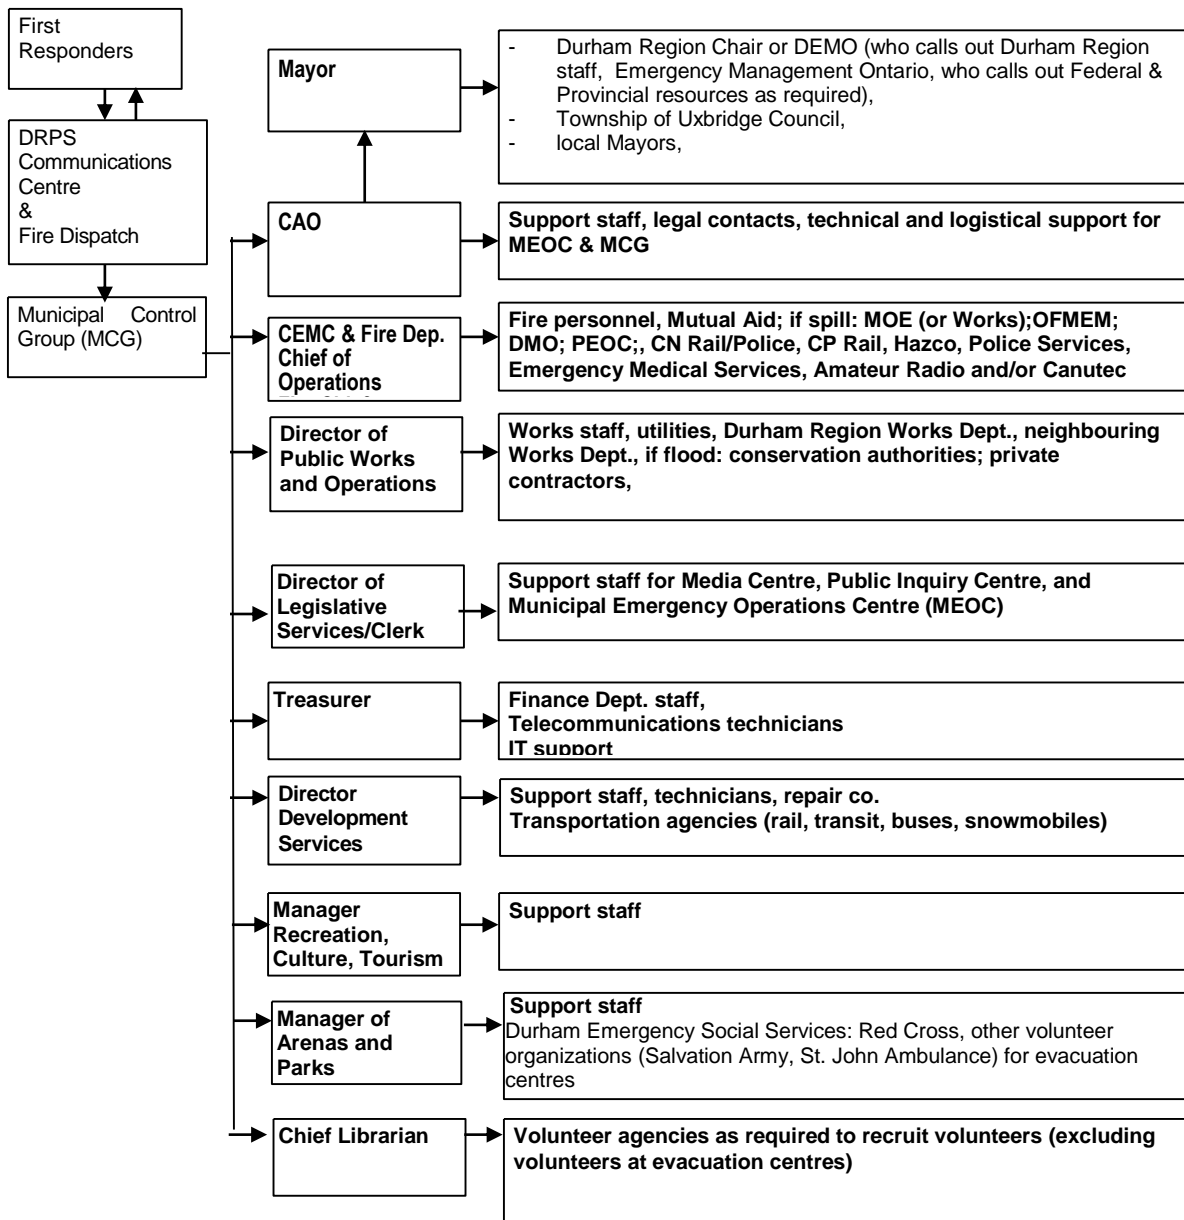 First
Responders
DRPS
Communications
Centre
&
Fire Dispatch
Municipal Control
Group (MCG)
Mayor
- Durham Region Chair or DEMO (who calls out Durham Region
staff, Emergency Management Ontario, who calls out Federal &
Provincial resources as required),
- Township of Uxbridge Council,
- local Mayors,
CAO
Support staff, legal contacts, technical and logistical support for
MEOC & MCG
CEMC & Fire Dep.
Chief of
Operations
Fire personnel, Mutual Aid; if spill: MOE (or Works);OFMEM;
DMO; PEOC;, CN Rail/Police, CP Rail, Hazco, Police Services,
Emergency Medical Services, Amateur Radio and/or Canutec
Director of
Public Works
and Operations
Works staff, utilities, Durham Region Works Dept., neighbouring
Works Dept., if flood: conservation authorities; private
contractors,
Director of
Legislative
Services/Clerk
Support staff for Media Centre, Public Inquiry Centre, and
Municipal Emergency Operations Centre (MEOC)
Treasurer
Finance Dept. staff,
Telecommunications technicians
IT support
Director
Development
Services
Support staff, technicians, repair co.
Transportation agencies (rail, transit, buses, snowmobiles)
Manager
Recreation,
Culture, Tourism
Support staff
Manager of
Arenas and
Parks
Support staff
Durham Emergency Social Services: Red Cross, other volunteer
organizations (Salvation Army, St. John Ambulance) for evacuation
centres
Chief Librarian
Volunteer agencies as required to recruit volunteers (excluding
volunteers at evacuation centres)